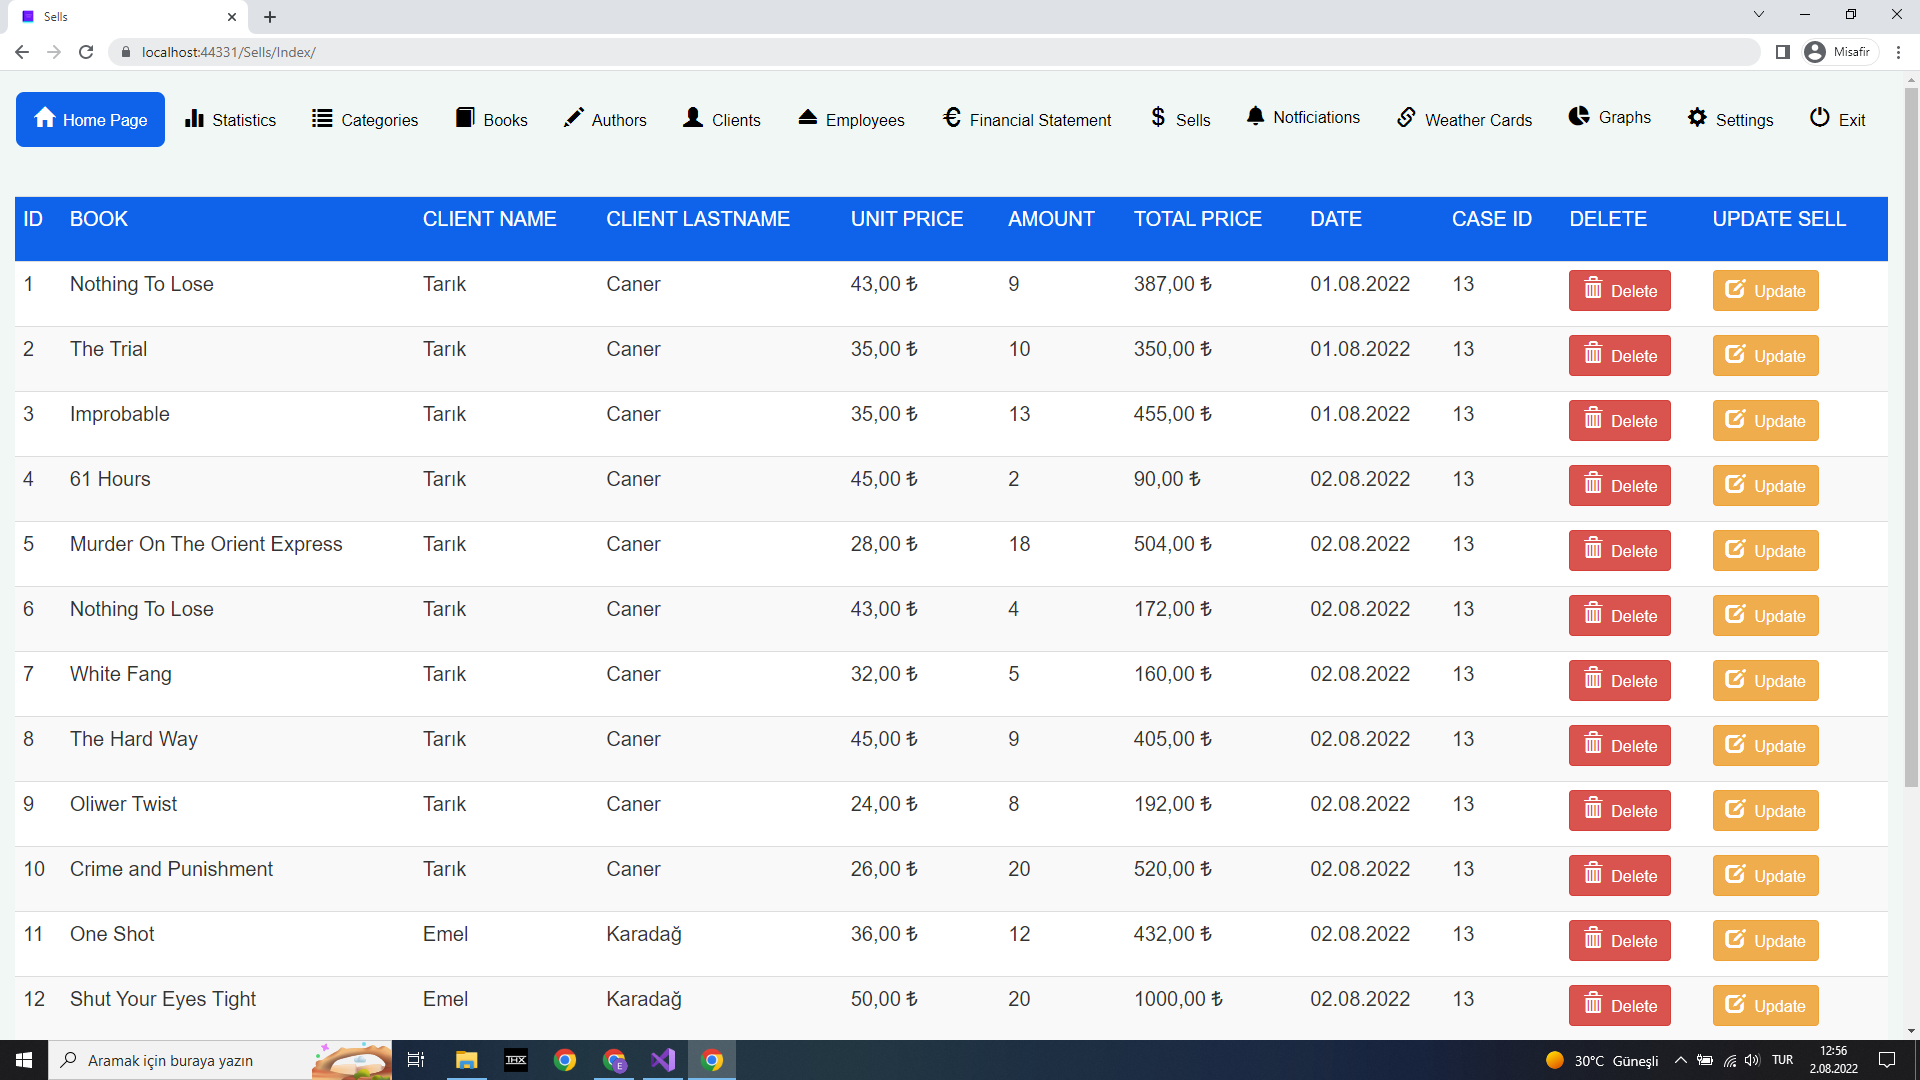 Sells
localhost:44331/Sells/Index/
Misafir
Home Page Statistics Categories Books Authors Clients Employees Financial Statement Sells Notficiations Weather Cards Graphs Settings Exit
ID BOOK CLIENT NAME CLIENT LASTNAME UNIT PRICE AMOUNT TOTAL PRICE DATE CASE ID DELETE UPDATE SELL
1 Nothing To Lose Tarık Caner 43,00 ₺ 9 387,00 ₺ 01.08.2022 13 Delete Update
2 The Trial Tarık Caner 35,00 ₺ 10 350,00 ₺ 01.08.2022 13 Delete Update
3 Improbable Tarık Caner 35,00 ₺ 13 455,00 ₺ 01.08.2022 13 Delete Update
4 61 Hours Tarık Caner 45,00 ₺ 2 90,00 ₺ 02.08.2022 13 Delete Update
5 Murder On The Orient Express Tarık Caner 28,00 ₺ 18 504,00 ₺ 02.08.2022 13 Delete Update
6 Nothing To Lose Tarık Caner 43,00 ₺ 4 172,00 ₺ 02.08.2022 13 Delete Update
7 White Fang Tarık Caner 32,00 ₺ 5 160,00 ₺ 02.08.2022 13 Delete Update
8 The Hard Way Tarık Caner 45,00 ₺ 9 405,00 ₺ 02.08.2022 13 Delete Update
9 Oliwer Twist Tarık Caner 24,00 ₺ 8 192,00 ₺ 02.08.2022 13 Delete Update
10 Crime and Punishment Tarık Caner 26,00 ₺ 20 520,00 ₺ 02.08.2022 13 Delete Update
11 One Shot Emel Karadağ 36,00 ₺ 12 432,00 ₺ 02.08.2022 13 Delete Update
12 Shut Your Eyes Tight Emel Karadağ 50,00 ₺ 20 1000,00 ₺ 02.08.2022 13 Delete Update
Aramak için buraya yazın THX E 30°C Güneşli TUR 12:56
2.08.2022